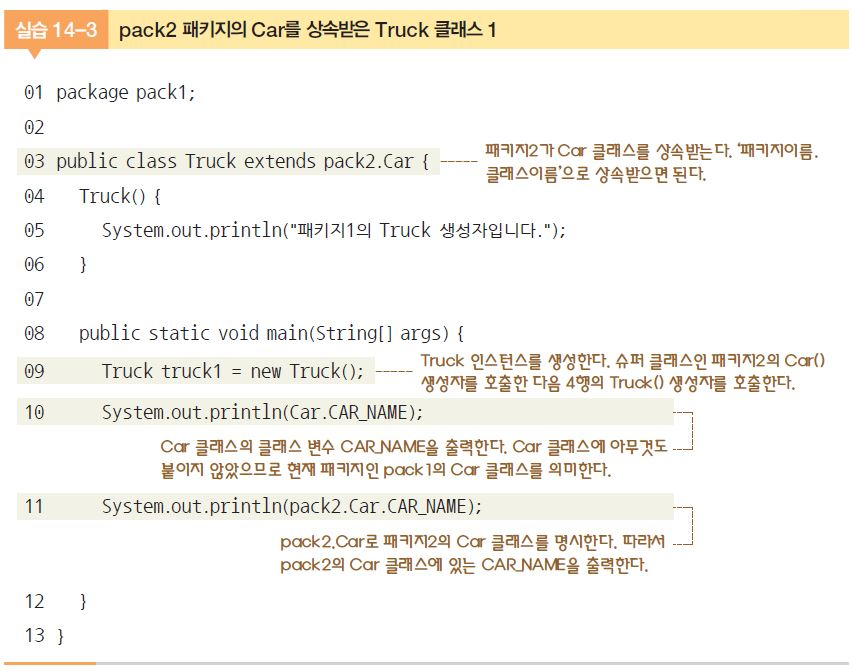 실습 14-3 pack2 패키지의 Car를 상속받은 Truck 클래스 1
01 package pack1;
02
03 public class Truck extends pack2.Car {
패키지2가 Car 클래스를 상속받는다. '패키지이름.
클래스이름'으로 상속받으면 된다.
04 Truck() {
05 System.out.println("패키지1의 Truck 생성자입니다.");
06 }
07
08 public static void main(String[] args) {
09 Truck truck1 = new Truck();
Truck 인스턴스를 생성한다. 슈퍼 클래스인 패키지2의 Car()
생성자를 호출한 다음 4행의 Truck() 생성자를 호출한다.
10 System.out.println(Car.CAR_NAME);
Car 클래스의 클래스 변수 CAR_NAME을 출력한다. Car 클래스에 아무것도
붙이지 않았으므로 현재 패키지인 pack1의 Car 클래스를 의미한다.
11 System.out.println(pack2.Car.CAR_NAME);
pack2.Car로 패키지2의 Car 클래스를 명시한다. 따라서
pack2의 Car 클래스에 있는 CAR_NAME을 출력한다.
12 }
13 }